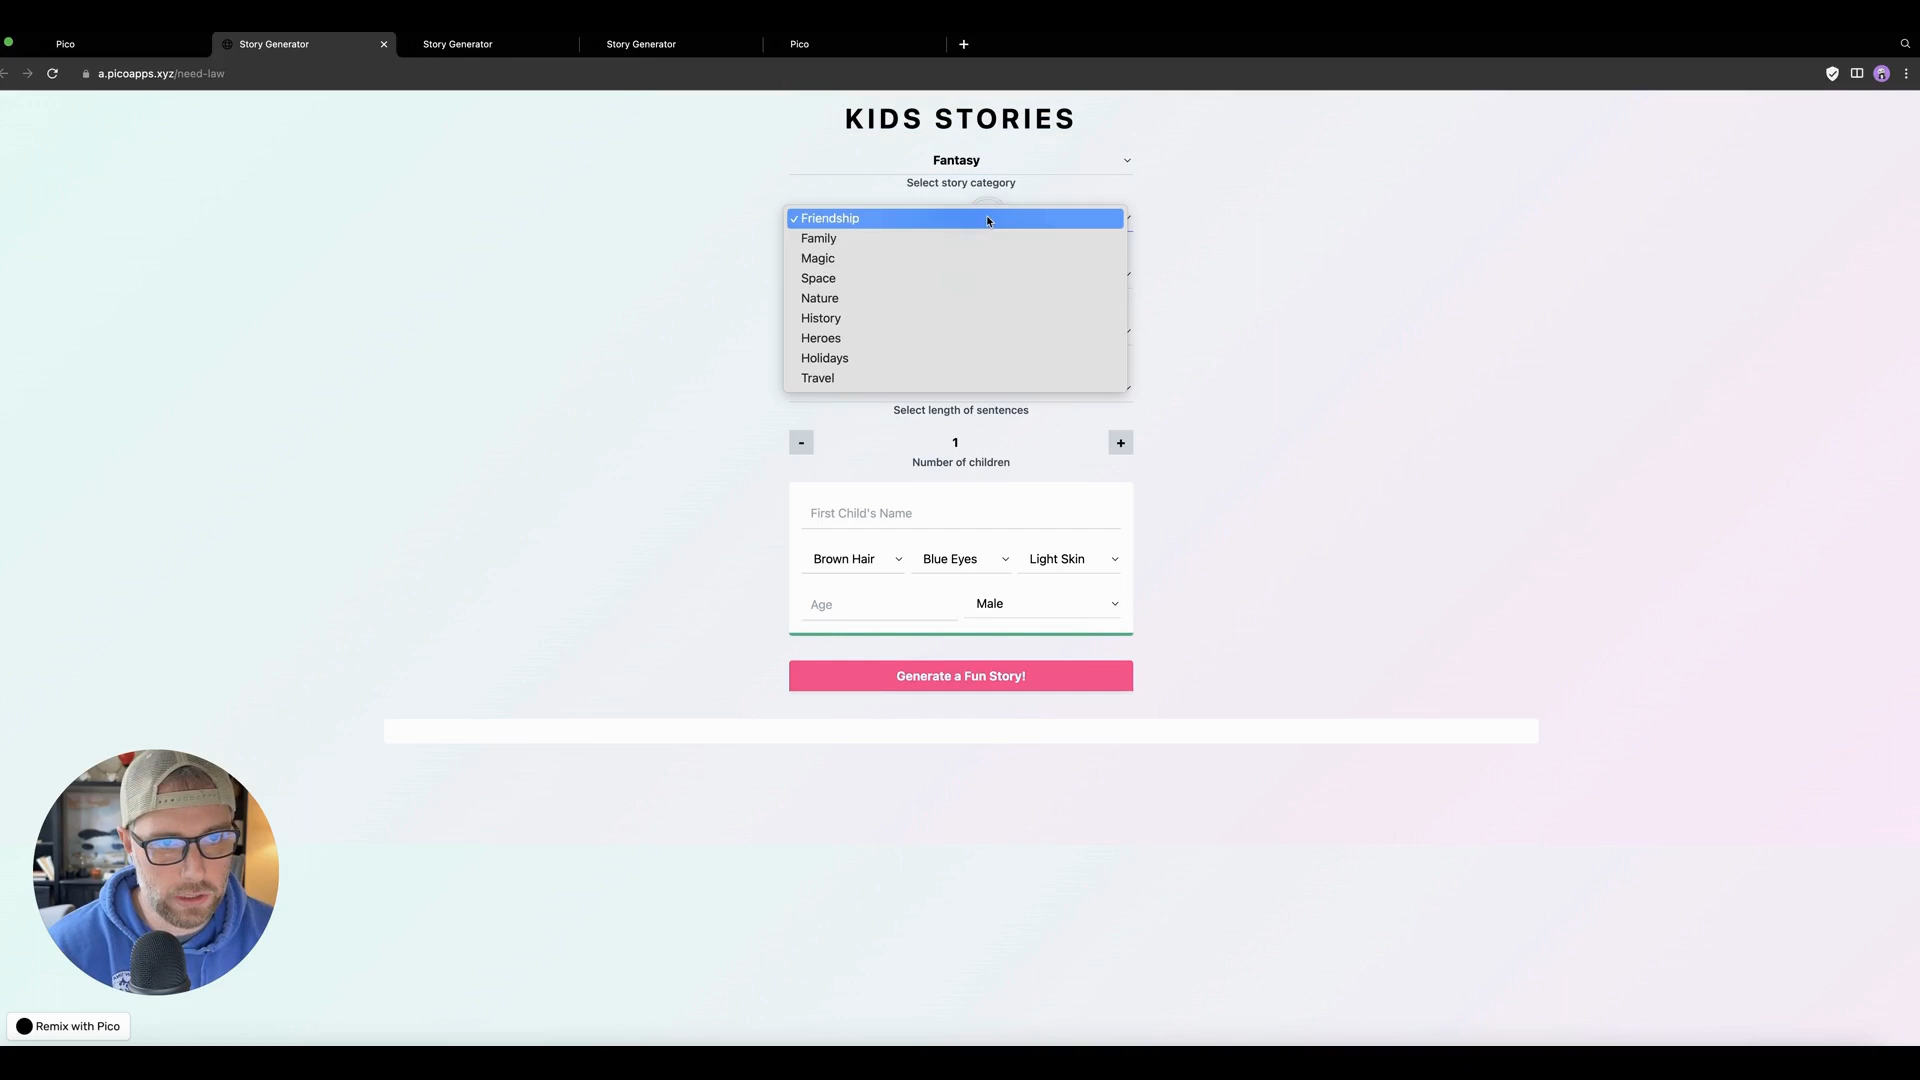 Pico
Story Generator
Story Generator
Story Generator
Pico
a.picoapps.xyz/need-law
KIDS STORIES
Fantasy
Select story category
✓ Friendship
Family
Magic
Space
Nature
History
Heroes
Holidays
Travel
Select length of sentences
- 1 +
Number of children
First Child's Name
Brown Hair Blue Eyes Light Skin
Age Male
Generate a Fun Story!
Remix with Pico